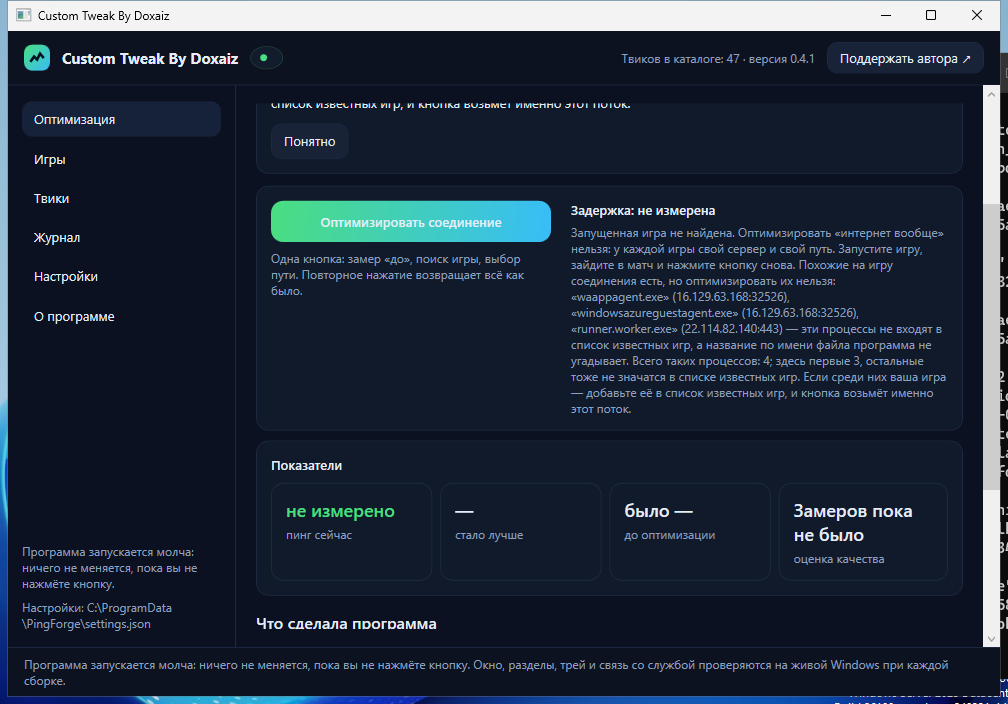 Custom Tweak By Doxaiz
Custom Tweak By Doxaiz
Твиков в каталоге: 47 · версия 0.4.1
Поддержать автора ↗
Оптимизация
Игры
Твики
Журнал
Настройки
О программе
Программа запускается молча:
ничего не меняется, пока вы не
нажмёте кнопку.
Настройки: C:\ProgramData
\PingForge\settings.json
список известных игр, и кнопка возьмёт именно этот поток.
Понятно
Оптимизировать соединение
Одна кнопка: замер «до», поиск игры, выбор
пути. Повторное нажатие возвращает всё как
было.
Задержка: не измерена
Запущенная игра не найдена. Оптимизировать «интернет вообще»
нельзя: у каждой игры свой сервер и свой путь. Запустите игру,
зайдите в матч и нажмите кнопку снова. Похожие на игру
соединения есть, но оптимизировать их нельзя:
«waappagent.exe» (16.129.63.168:32526),
«windowsazureguestagent.exe» (16.129.63.168:32526),
«runner.worker.exe» (22.114.82.140:443) — эти процессы не входят в
список известных игр, а название по имени файла программа не
угадывает. Всего таких процессов: 4; здесь первые 3, остальные
тоже не значатся в списке известных игр. Если среди них ваша игра
— добавьте её в список известных игр, и кнопка возьмёт именно
этот поток.
Показатели
не измерено
пинг сейчас
—
стало лучше
было —
до оптимизации
Замеров пока
не было
оценка качества
Что сделала программа
Программа запускается молча: ничего не меняется, пока вы не нажмёте кнопку. Окно, разделы, трей и связь со службой проверяются на живой Windows при каждой
сборке.